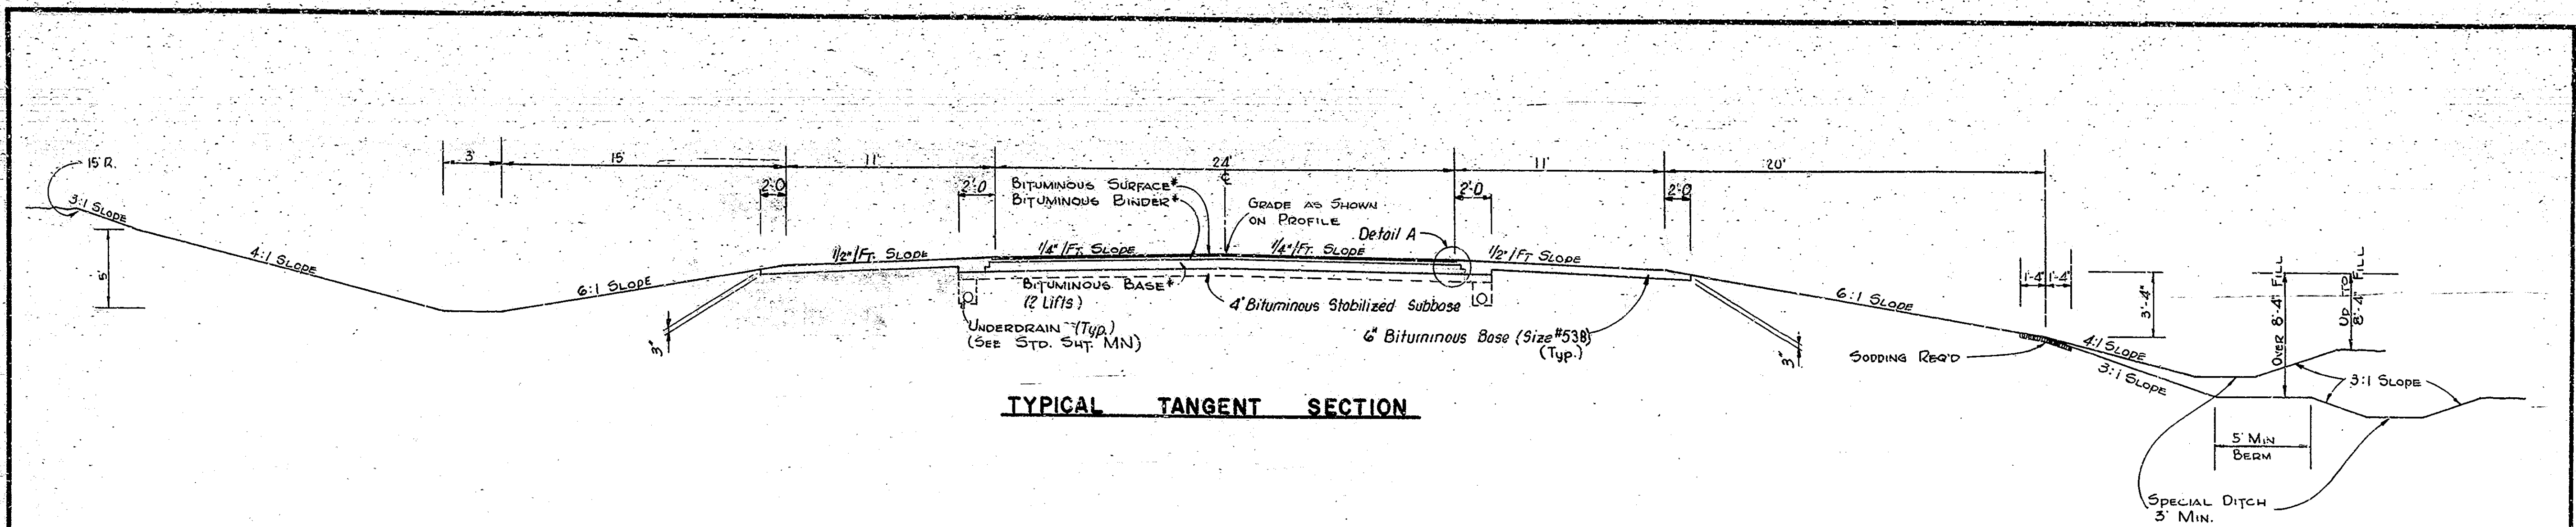 3'
15'
11'
24'
11'
20'
15' R.
2'-0
2'-0
2'-0
2'-0
BITUMINOUS SURFACE*
BITUMINOUS BINDER*
℄
GRADE AS SHOWN
ON PROFILE
Detail A
3:1 SLOPE
5'
4:1 SLOPE
6:1 SLOPE
1/2"/FT. SLOPE
1/4"/FT. SLOPE
1/4"/FT. SLOPE
1/2"/FT SLOPE
6:1 SLOPE
BITUMINOUS BASE*
(2 Lifts)
4" Bituminous Stabilized Subbase
UNDERDRAIN (Typ.)
(SEE STD. SHT. MN)
6" Bituminous Base (Size #53B)
(Typ.)
3"
3"
1'-4"
1'-4"
3'-4"
OVER 8'-4" FILL
UP TO
8'-4" FILL
SODDING REQ'D
4:1 SLOPE
3:1 SLOPE
3:1 SLOPE
TYPICAL TANGENT SECTION
5' MIN
BERM
SPECIAL DITCH
3' MIN.